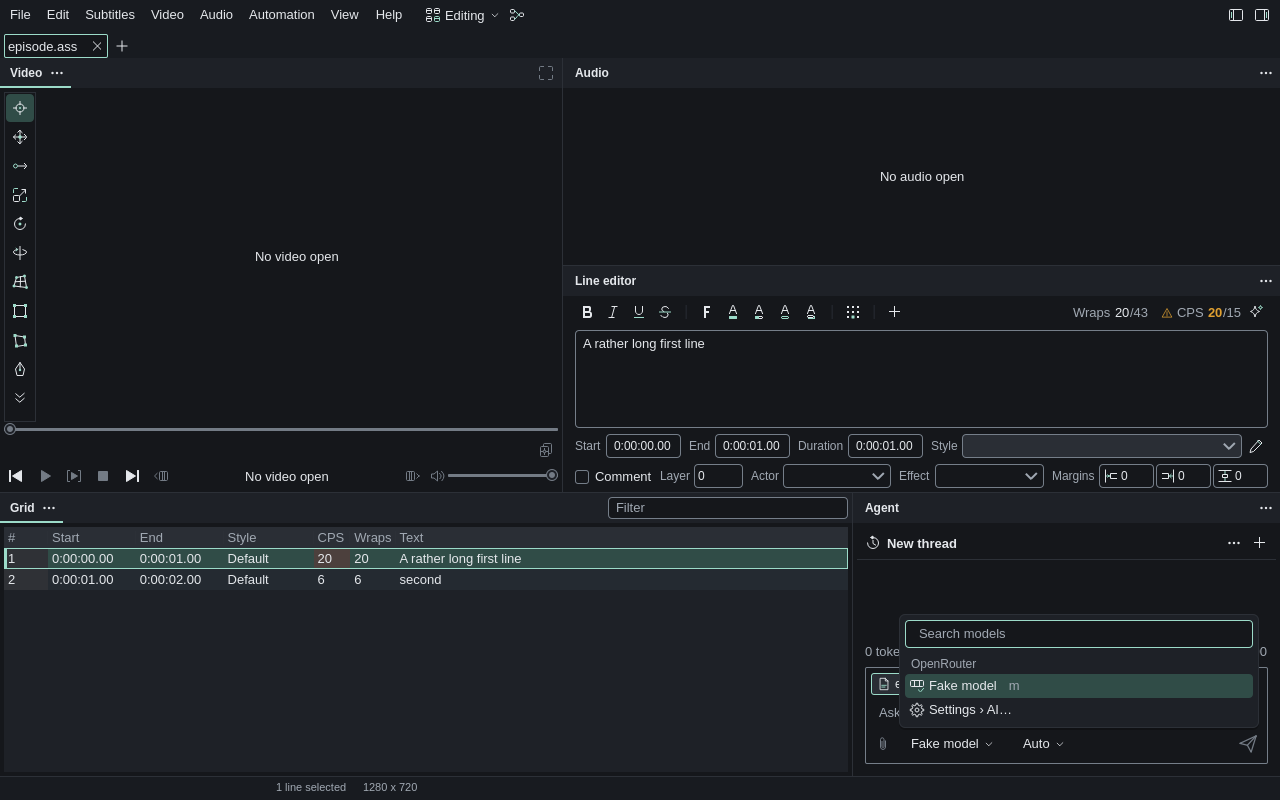 File Edit Subtitles Video Audio Automation View Help Editing
episode.ass
Video
Audio
No video open
No audio open
Line editor
Wraps 20/43 CPS 20/15
A rather long first line
Start 0:00:00.00 End 0:00:01.00 Duration 0:00:01.00 Style
No video open
Comment Layer 0 Actor Effect Margins 0 0 0
Grid
Filter
# Start End Style CPS Wraps Text
1 0:00:00.00 0:00:01.00 Default 20 20 A rather long first line
2 0:00:01.00 0:00:02.00 Default 6 6 second
Agent
New thread
Search models
0 toke 0
OpenRouter
Fake model m
Settings › AI…
e
Ask
Fake model Auto
1 line selected 1280 x 720